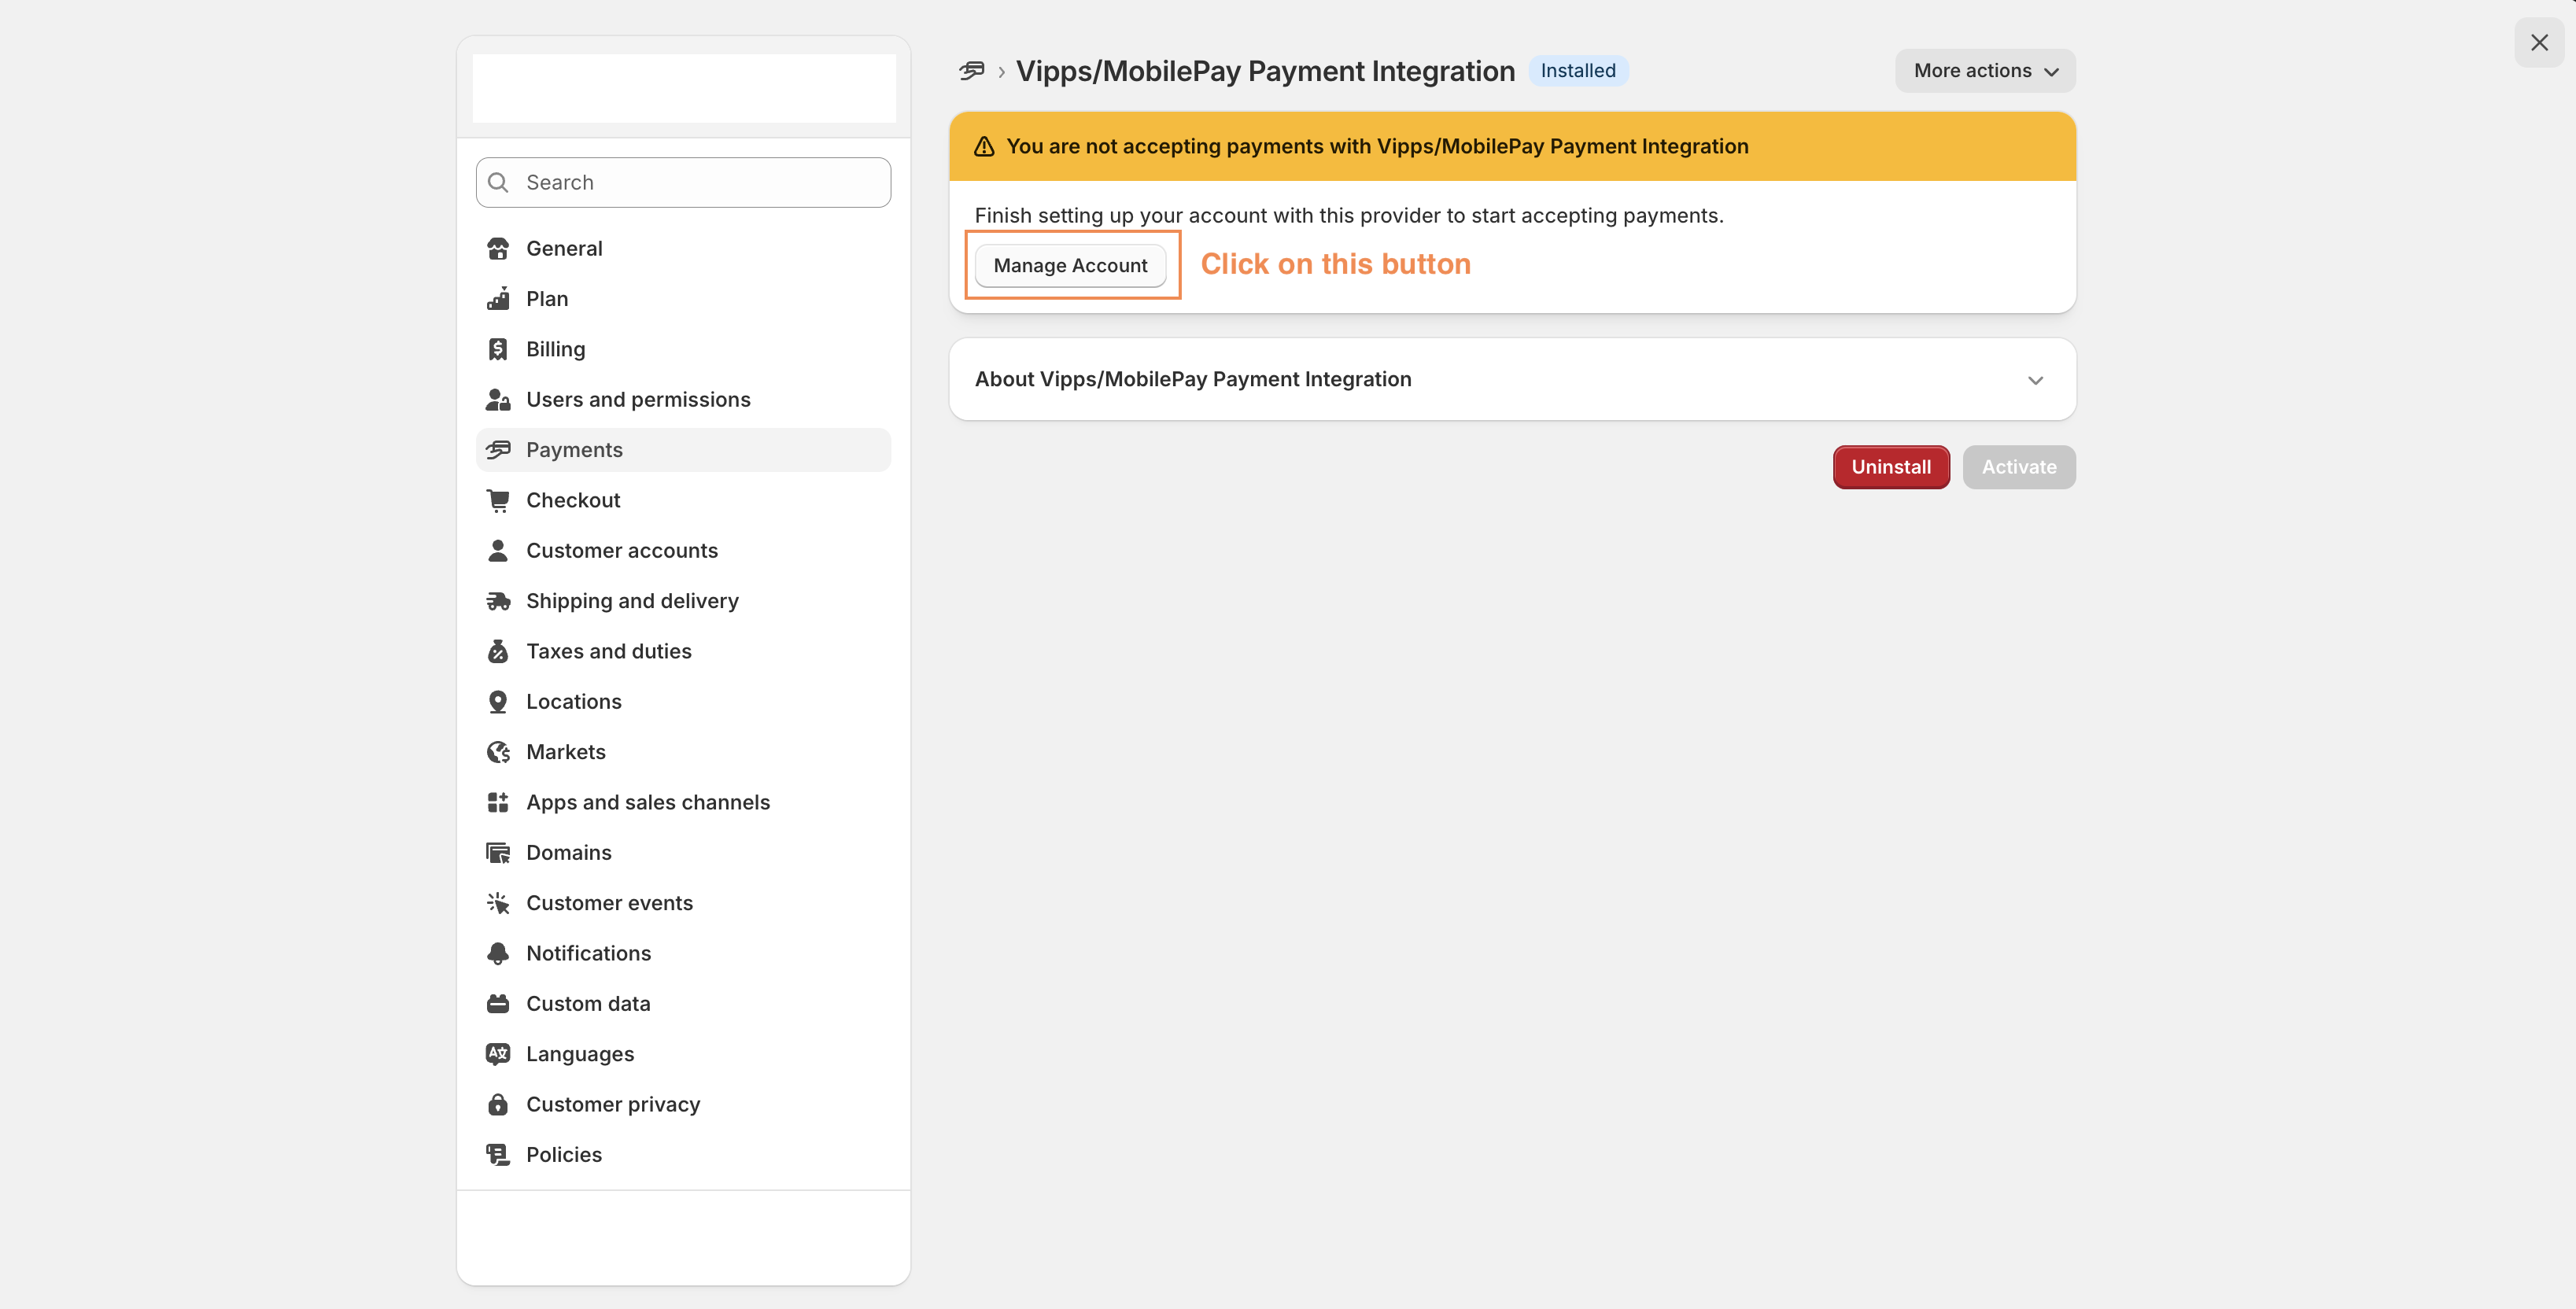 Vipps/MobilePay Payment Integration Installed
More actions
You are not accepting payments with Vipps/MobilePay Payment Integration
Finish setting up your account with this provider to start accepting payments.
Manage Account
Click on this button
About Vipps/MobilePay Payment Integration
Uninstall
Activate
Search
General
Plan
Billing
Users and permissions
Payments
Checkout
Customer accounts
Shipping and delivery
Taxes and duties
Locations
Markets
Apps and sales channels
Domains
Customer events
Notifications
Custom data
Languages
Customer privacy
Policies